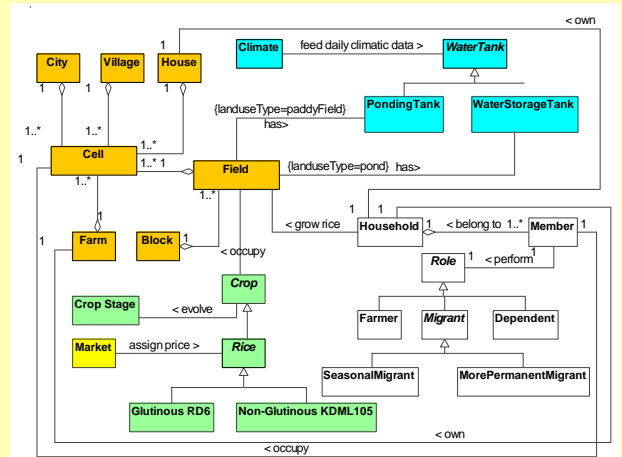 < own
1
Climate
feed daily climatic data >
WaterTank
City
Village
House
1
1
1
PondingTank
WaterStorageTank
{landuseType=paddyField}
has>
1..*
1..*
1..*
1
Cell
1..*
1
Field
{landuseType=pond}
has>
1..*
1..*
1
1
< grow rice
Household
1
< belong to
1..*
Member
1
1
1
Farm
Block
1
< occupy
Role
1
< perform
1
Crop
Crop Stage
< evolve
Farmer
Migrant
Dependent
Market
assign price >
Rice
SeasonalMigrant
MorePermanentMigrant
Glutinous RD6
Non-Glutinous KDML105
< own
< occupy